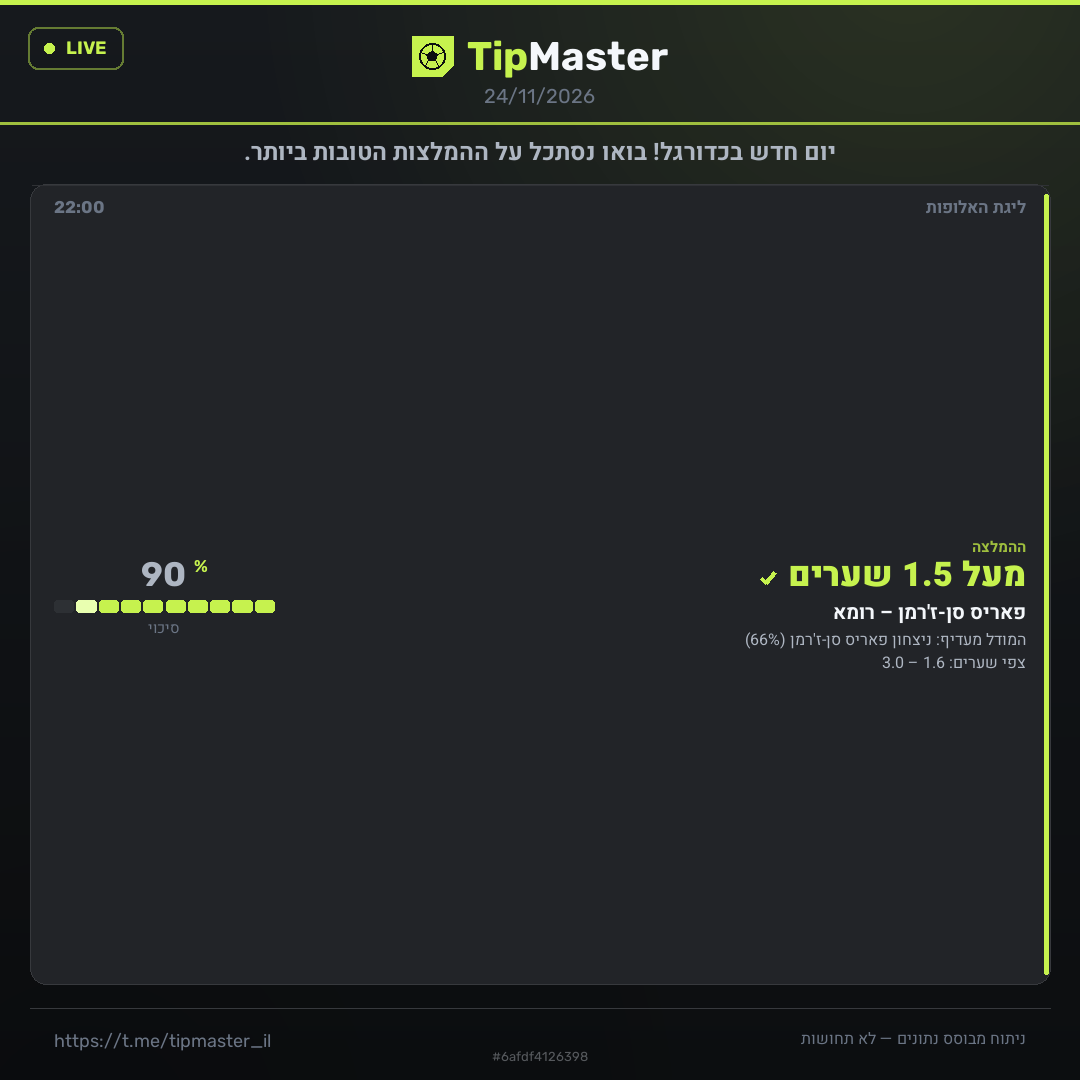 LIVE
TipMaster
24/11/2026
יום חדש בכדורגל! בואו נסתכל על ההמלצות הטובות ביותר.
ליגת האלופות
22:00
ההמלצה
מעל 1.5 שערים
פאריס סן-ז'רמן – רומא
המודל מעדיף: ניצחון פאריס סן-ז'רמן (66%)
צפי שערים: 1.6 – 3.0
90%
סיכוי
ניתוח מבוסס נתונים — לא תחושות
https://t.me/tipmaster_il
#6afdf4126398